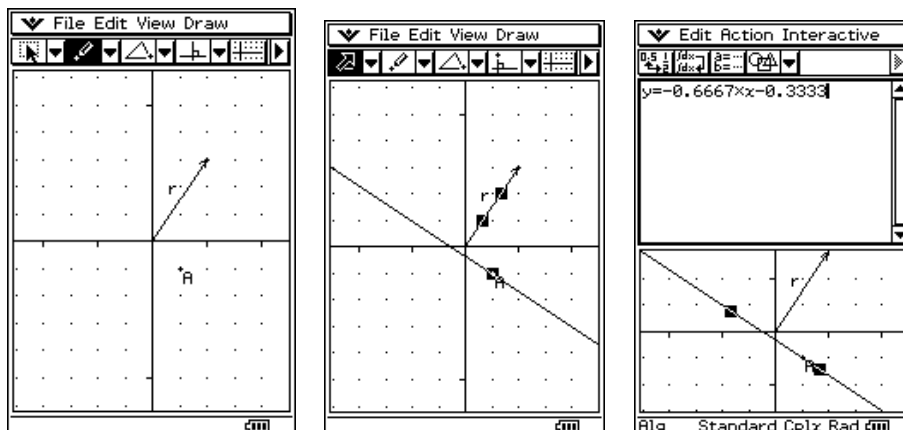 File Edit View Draw
r
A
File Edit View Draw
r
A
Edit Action Interactive
y=-0.6667×x-0.3333
r
A
Alg Standard Cplx Rad